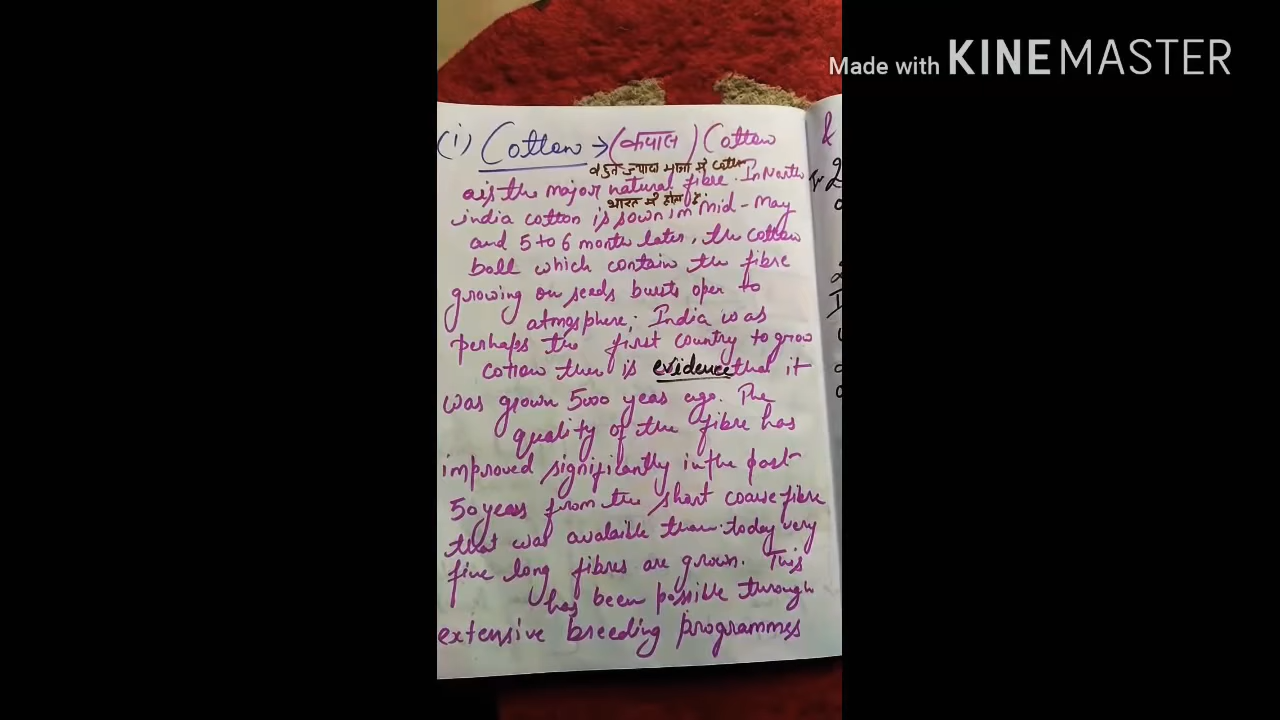 Made with KINEMASTER
(i) Cotton → (कपास) Cotton
बहुत ज्यादा मात्रा में cotton
is the major natural fibre. In North
भारत में होता है
india cotton is sown in mid-may
and 5 to 6 month later, the cotton
boll which contain the fibre
growing on seeds busts open to
atmosphere. India was
perhaps the first country to grow
cotton there is evidence that it
was grown 5000 yeas ago. The
quality of the fibre has
improved significantly in the past
50 years from the short coarse fibre
that was avalaible then. today very
fine long fibres are grown. This
has been possible through
extensive breeding programmes
&